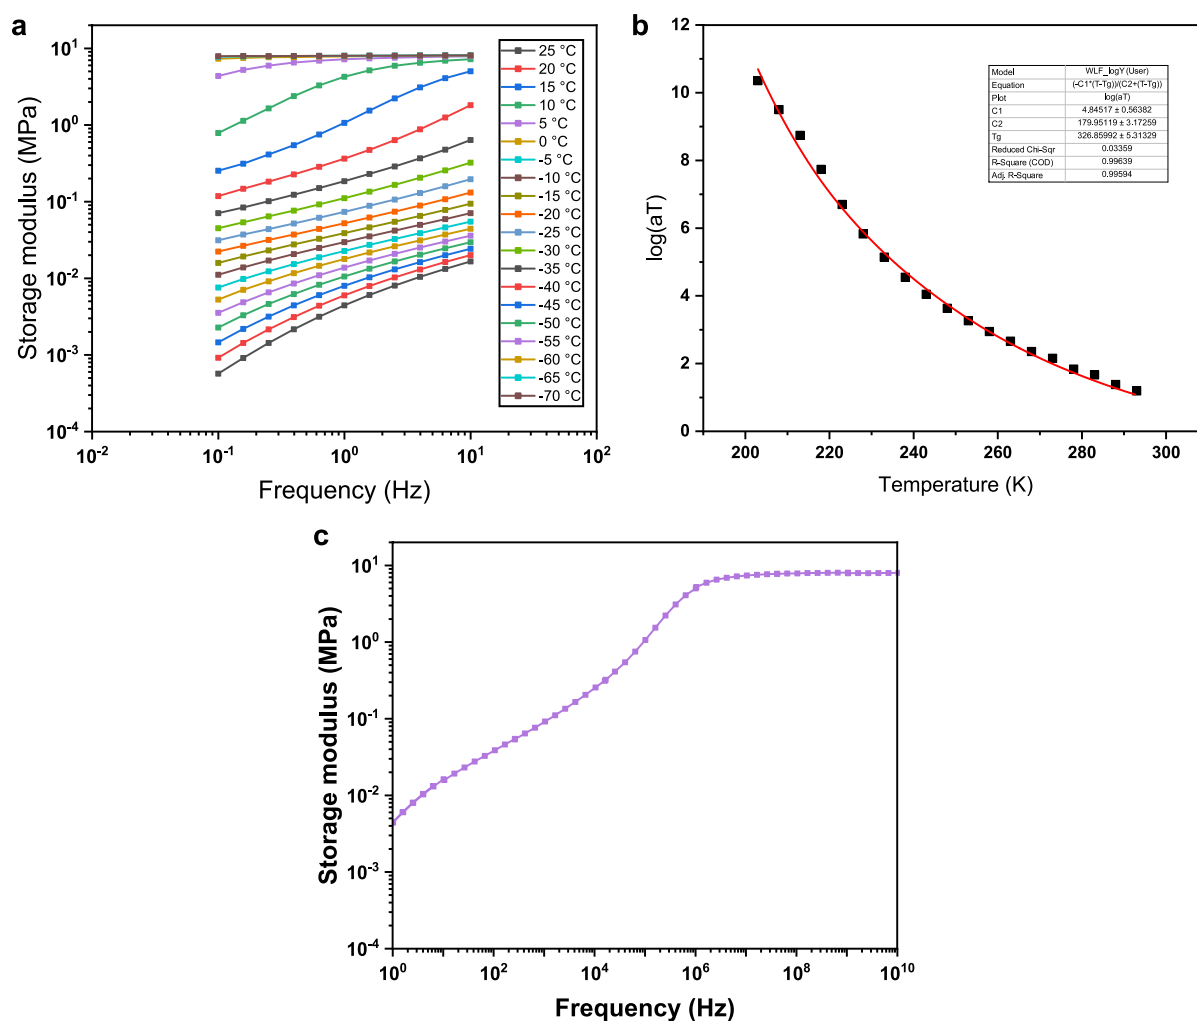 a
Storage modulus (MPa)
10^1
10^0
10^-1
10^-2
10^-3
10^-4
10^-2
10^-1
10^0
10^1
10^2
Frequency (Hz)
25 °C
20 °C
15 °C
10 °C
5 °C
0 °C
-5 °C
-10 °C
-15 °C
-20 °C
-25 °C
-30 °C
-35 °C
-40 °C
-45 °C
-50 °C
-55 °C
-60 °C
-65 °C
-70 °C
b
log(aT)
12
10
8
6
4
2
0
200
220
240
260
280
300
Temperature (K)
Model WLF_logY (User)
Equation (-C1*(T-Tg))/(C2+(T-Tg))
Plot log(aT)
C1 4.84517 ± 0.56382
C2 179.95119 ± 3.17259
Tg 326.85992 ± 5.31329
Reduced Chi-Sqr 0.03359
R-Square (COD) 0.99639
Adj. R-Square 0.99594
c
Storage modulus (MPa)
10^1
10^0
10^-1
10^-2
10^-3
10^-4
10^0
10^2
10^4
10^6
10^8
10^10
Frequency (Hz)